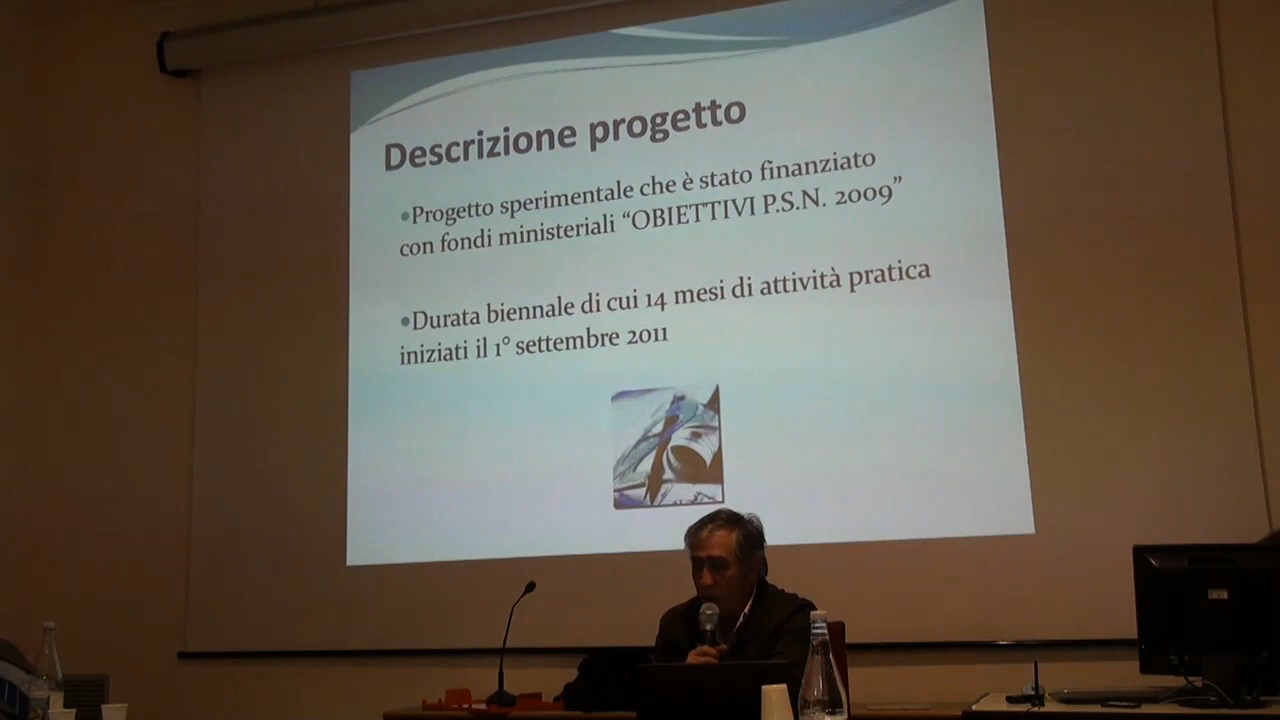 Descrizione progetto
•Progetto sperimentale che è stato finanziato
con fondi ministeriali “OBIETTIVI P.S.N. 2009”
•Durata biennale di cui 14 mesi di attività pratica
iniziati il 1° settembre 2011